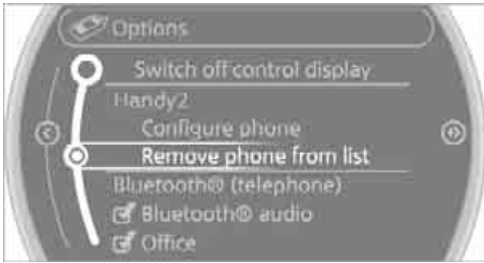 Options
Switch off control display
Handy2
Configure phone
Remove phone from list
Bluetooth® (telephone)
Bluetooth® audio
Office